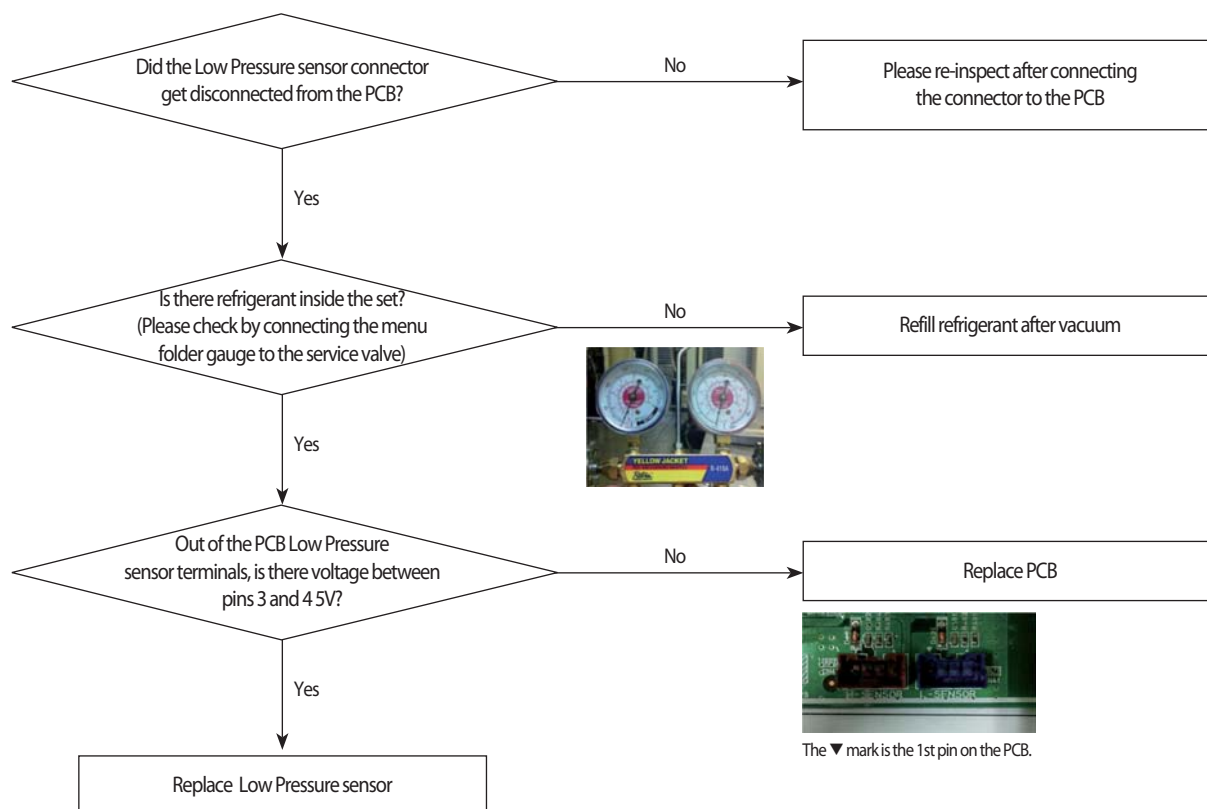 Did the Low Pressure sensor connector
get disconnected from the PCB?
No
Please re-inspect after connecting
the connector to the PCB
Yes
Is there refrigerant inside the set?
(Please check by connecting the menu
folder gauge to the service valve)
No
Refill refrigerant after vacuum
YELLOW JACKET
Yes
Out of the PCB Low Pressure
sensor terminals, is there voltage between
pins 3 and 4 5V?
No
Replace PCB
H-SENSOR L-SENSOR
The ▼ mark is the 1st pin on the PCB.
Yes
Replace Low Pressure sensor